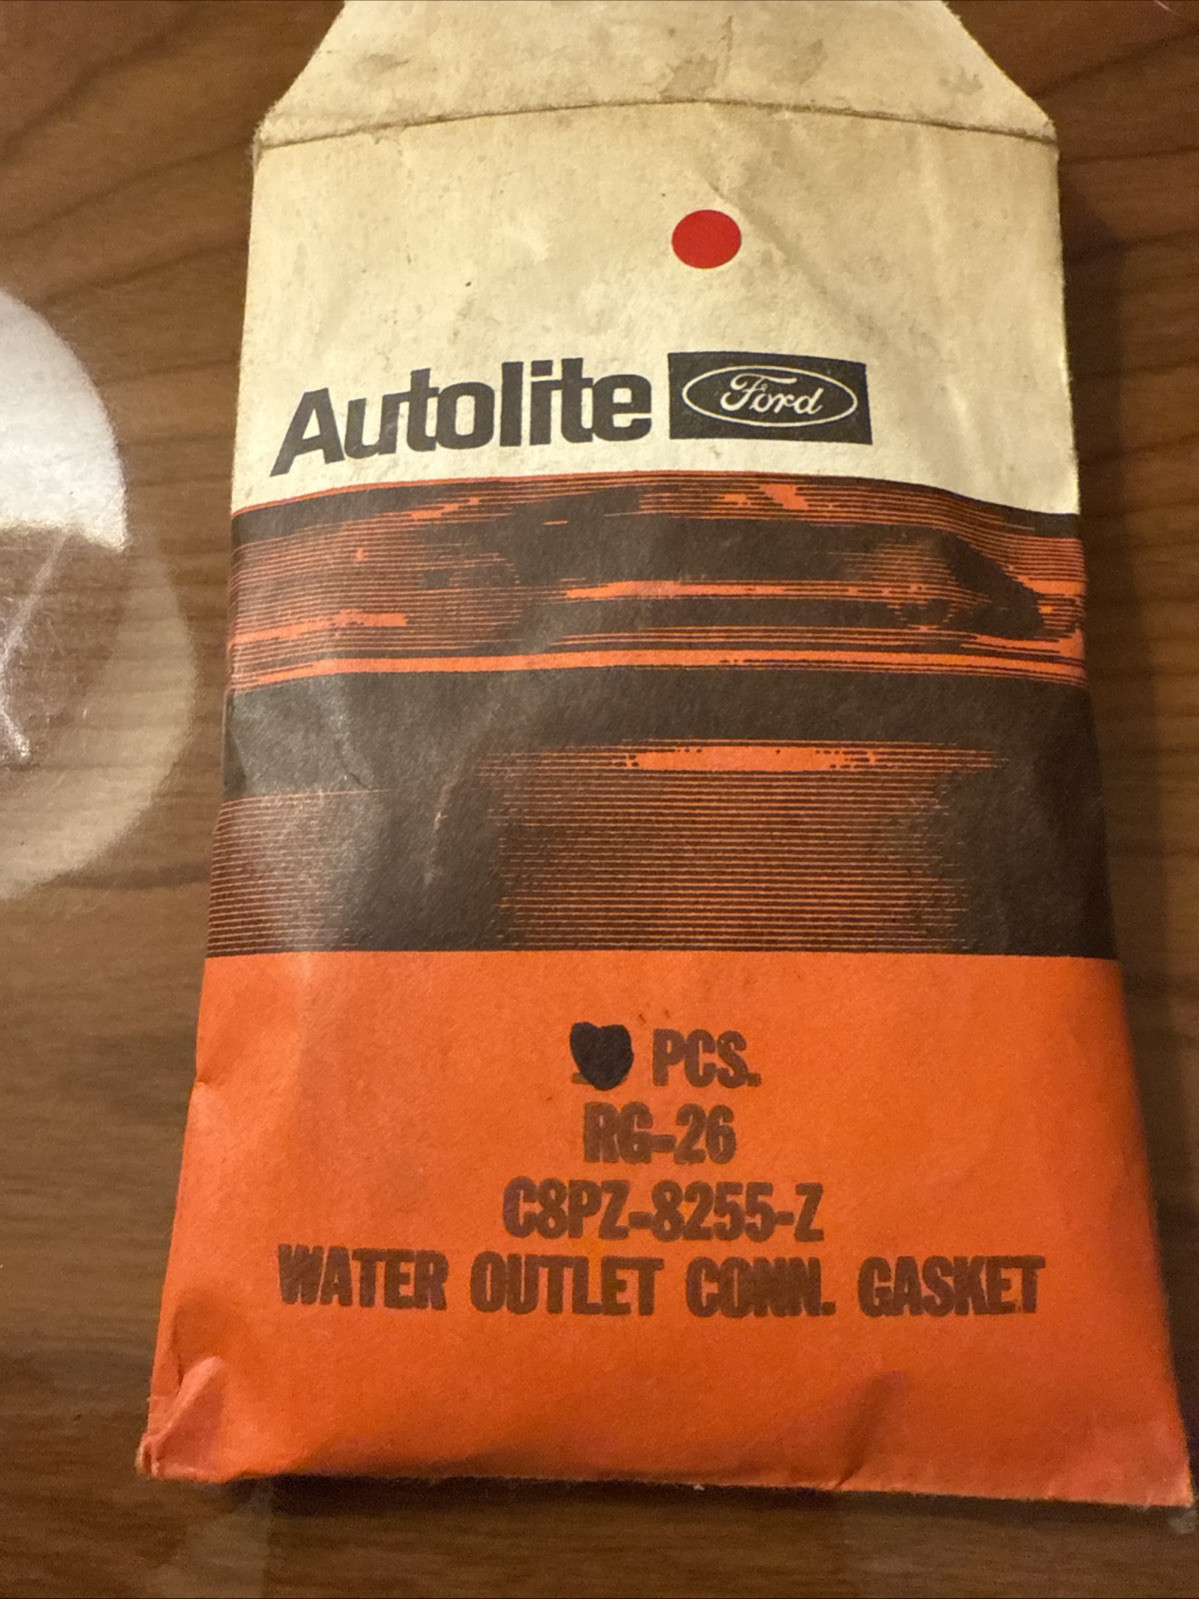 Autolite Ford
PCS.
RG-26
C8PZ-8255-Z
WATER OUTLET CONN. GASKET